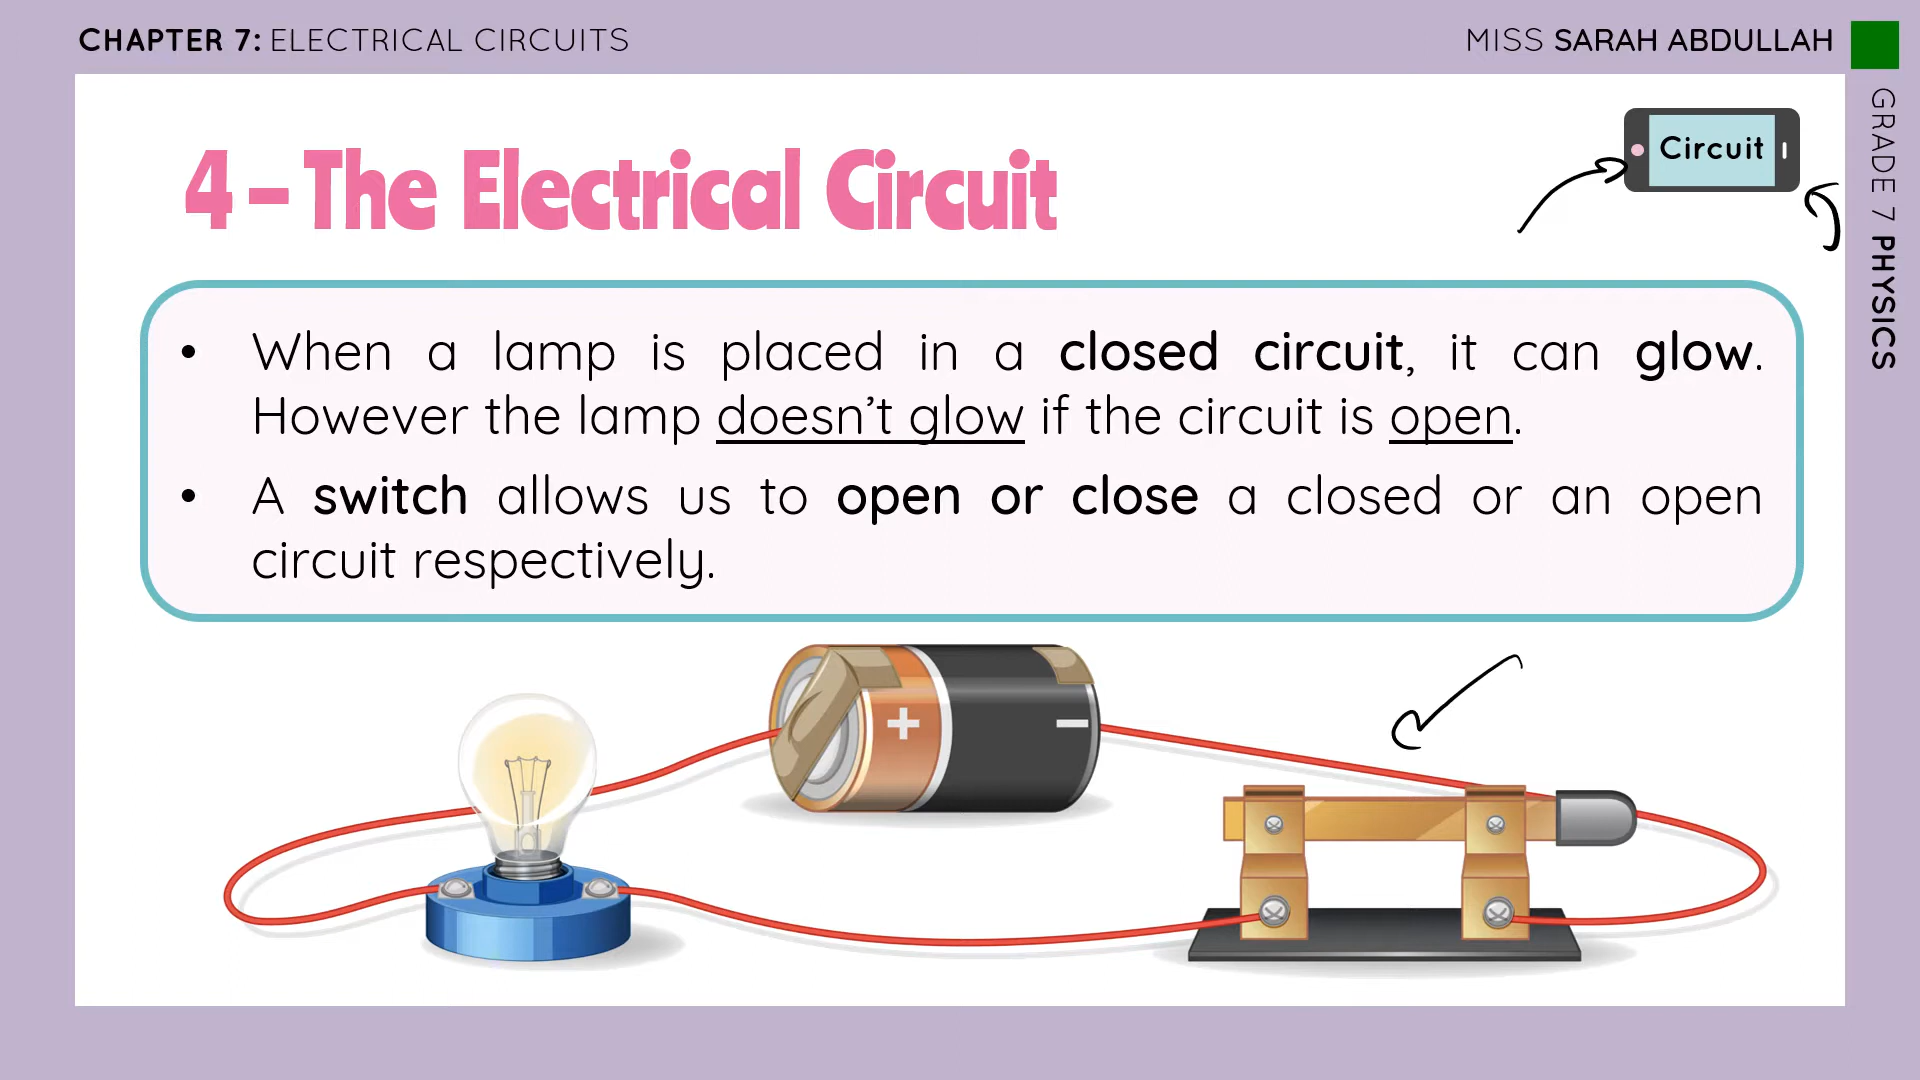 CHAPTER 7: ELECTRICAL CIRCUITS
MISS SARAH ABDULLAH
GRADE 7 PHYSICS
Circuit
4 – The Electrical Circuit
• When a lamp is placed in a closed circuit, it can glow.
However the lamp doesn’t glow if the circuit is open.
• A switch allows us to open or close a closed or an open
circuit respectively.
+ −